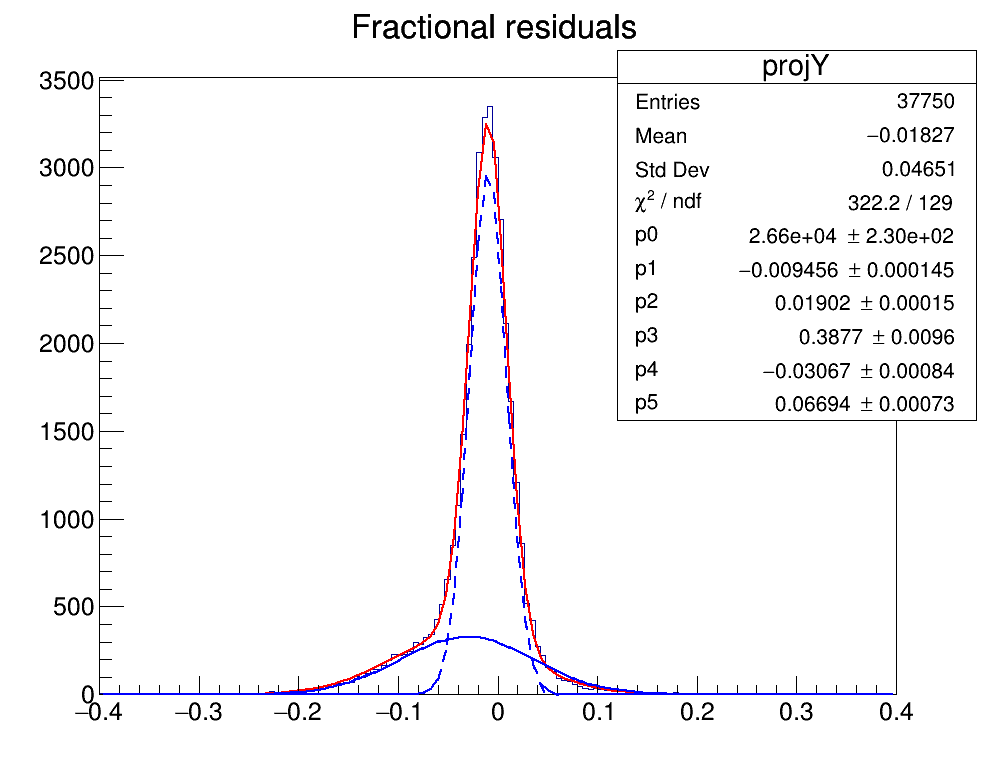 Fractional residuals
projY
Entries 37750
Mean −0.01827
Std Dev 0.04651
χ² / ndf 322.2 / 129
p0 2.66e+04 ± 2.30e+02
p1 −0.009456 ± 0.000145
p2 0.01902 ± 0.00015
p3 0.3877 ± 0.0096
p4 −0.03067 ± 0.00084
p5 0.06694 ± 0.00073
3500
3000
2500
2000
1500
1000
500
0
−0.4 −0.3 −0.2 −0.1 0 0.1 0.2 0.3 0.4